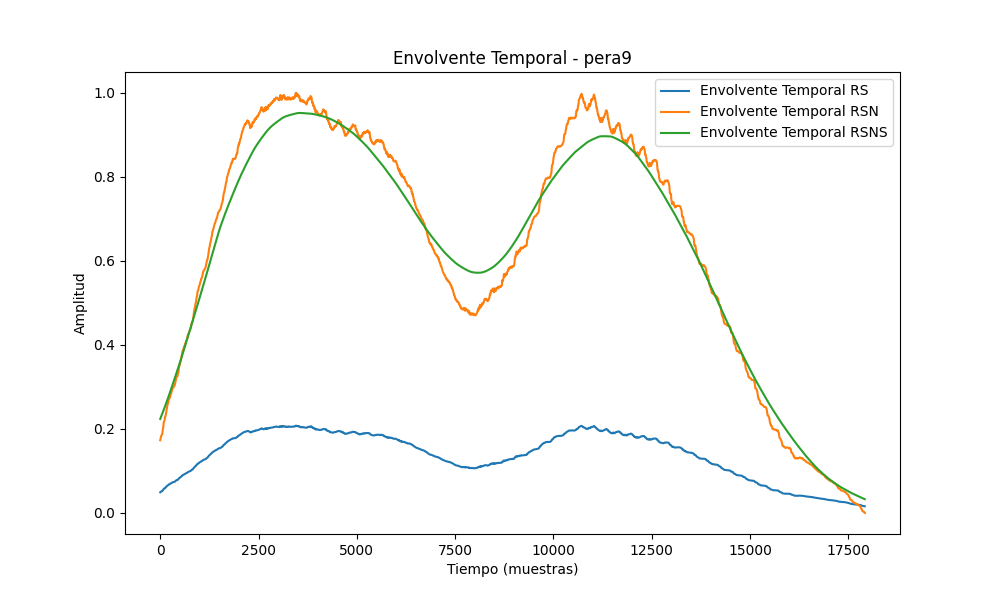 Envolvente Temporal - pera9
Envolvente Temporal RS
Envolvente Temporal RSN
Envolvente Temporal RSNS
Amplitud
1.0
0.8
0.6
0.4
0.2
0.0
0 2500 5000 7500 10000 12500 15000 17500
Tiempo (muestras)